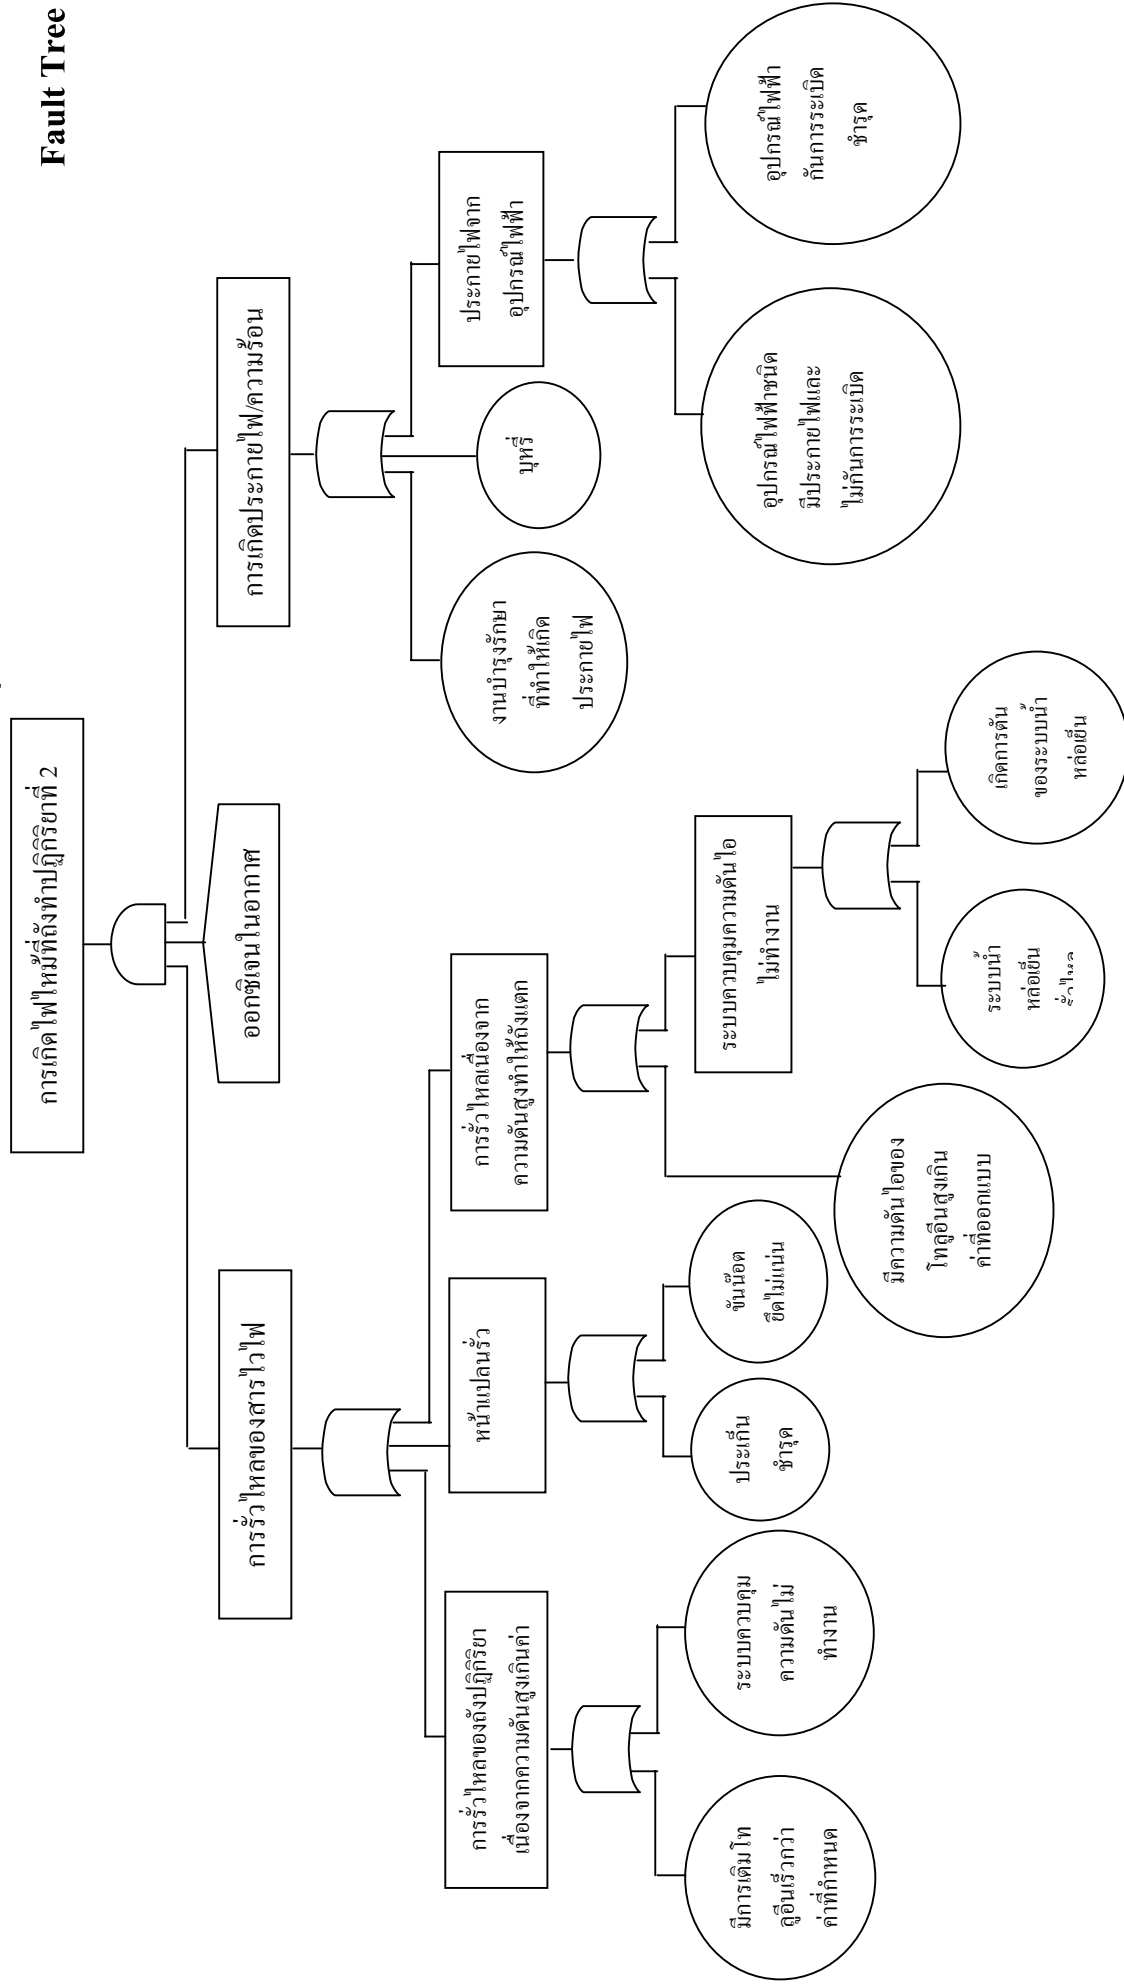 Fault Tree
การเกิดไฟไหม้ที่ถังทำปฏิกิริยาที่ 2
ออกซิเจนในอากาศ
การรั่วไหลของสารไวไฟ
การเกิดประกายไฟ/ความร้อน
การรั่วไหลของถังปฏิกิริยา
เนื่องจากความดันสูงเกินค่า
หน้าแปลนรั่ว
การรั่วไหลเนื่องจาก
ความดันสูงทำให้ถังแตก
งานบำรุงรักษา
ที่ทำให้เกิด
ประกายไฟ
บุหรี่
ประกายไฟจาก
อุปกรณ์ไฟฟ้า
มีการเติมโท
ลูอีนเร็วกว่า
ค่าที่กำหนด
ระบบควบคุม
ความดันไม่
ทำงาน
ประเก็น
ชำรุด
ขันน๊อต
ยึดไม่แน่น
มีความดันไอของ
โทลูอีนสูงเกิน
ค่าที่ออกแบบ
ระบบควบคุมความดันไอ
ไม่ทำงาน
ระบบน้ำ
หล่อเย็น
เกิดการตัน
ของระบบน้ำ
หล่อเย็น
อุปกรณ์ไฟฟ้าชนิด
มีประกายไฟและ
ไม่กันการระเบิด
อุปกรณ์ไฟฟ้า
กันการระเบิด
ชำรุด